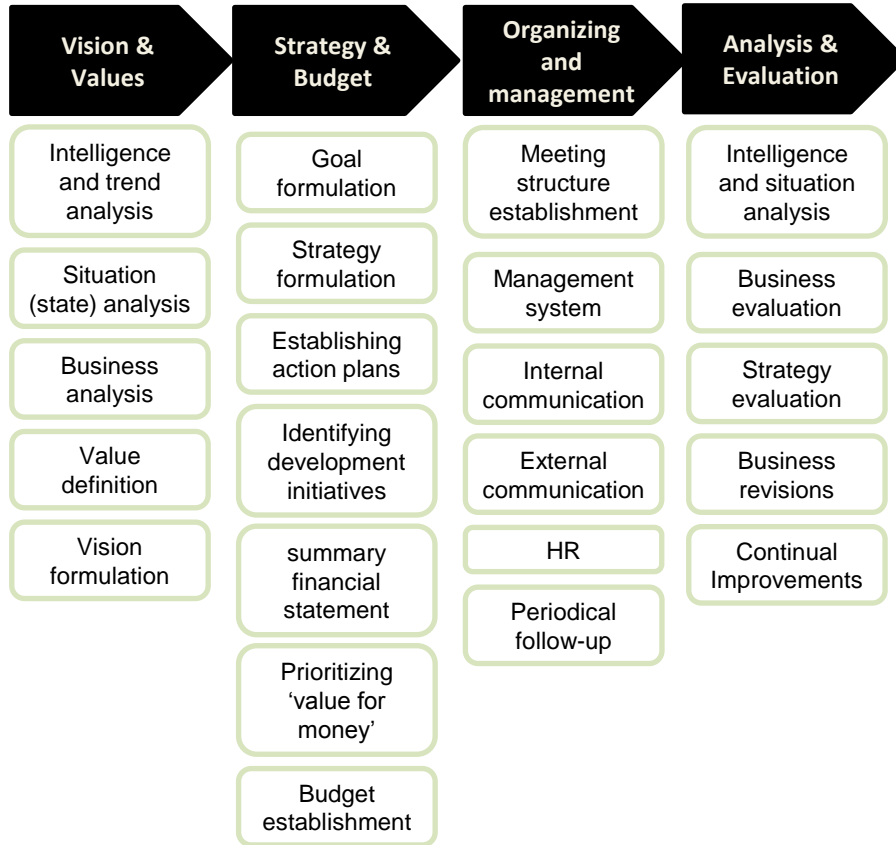 Vision &
Values
Strategy &
Budget
Organizing
and
management
Analysis &
Evaluation
Intelligence
and trend
analysis
Situation
(state) analysis
Business
analysis
Value
definition
Vision
formulation
Goal
formulation
Strategy
formulation
Establishing
action plans
Identifying
development
initiatives
summary
financial
statement
Prioritizing
‘value for
money’
Budget
establishment
Meeting
structure
establishment
Management
system
Internal
communication
External
communication
HR
Periodical
follow-up
Intelligence
and situation
analysis
Business
evaluation
Strategy
evaluation
Business
revisions
Continual
Improvements